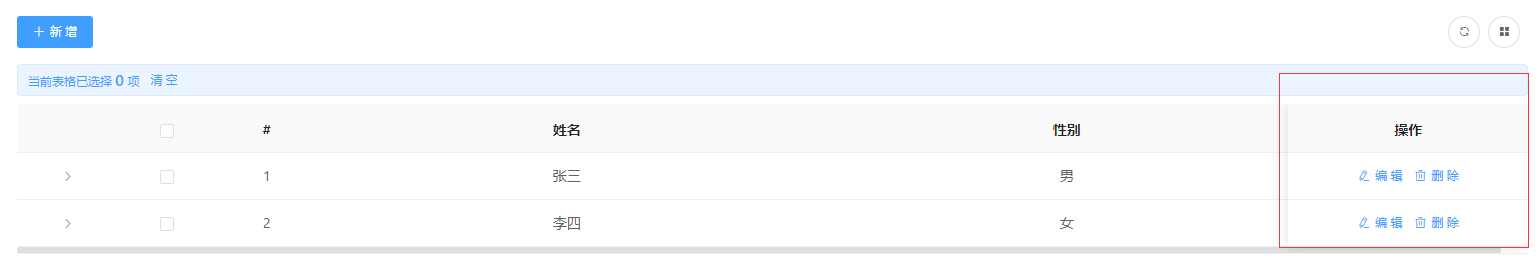 新增
当前表格已选择 0 项 清空
# 姓名 性别 操作
1 张三 男 编辑 删除
2 李四 女 编辑 删除